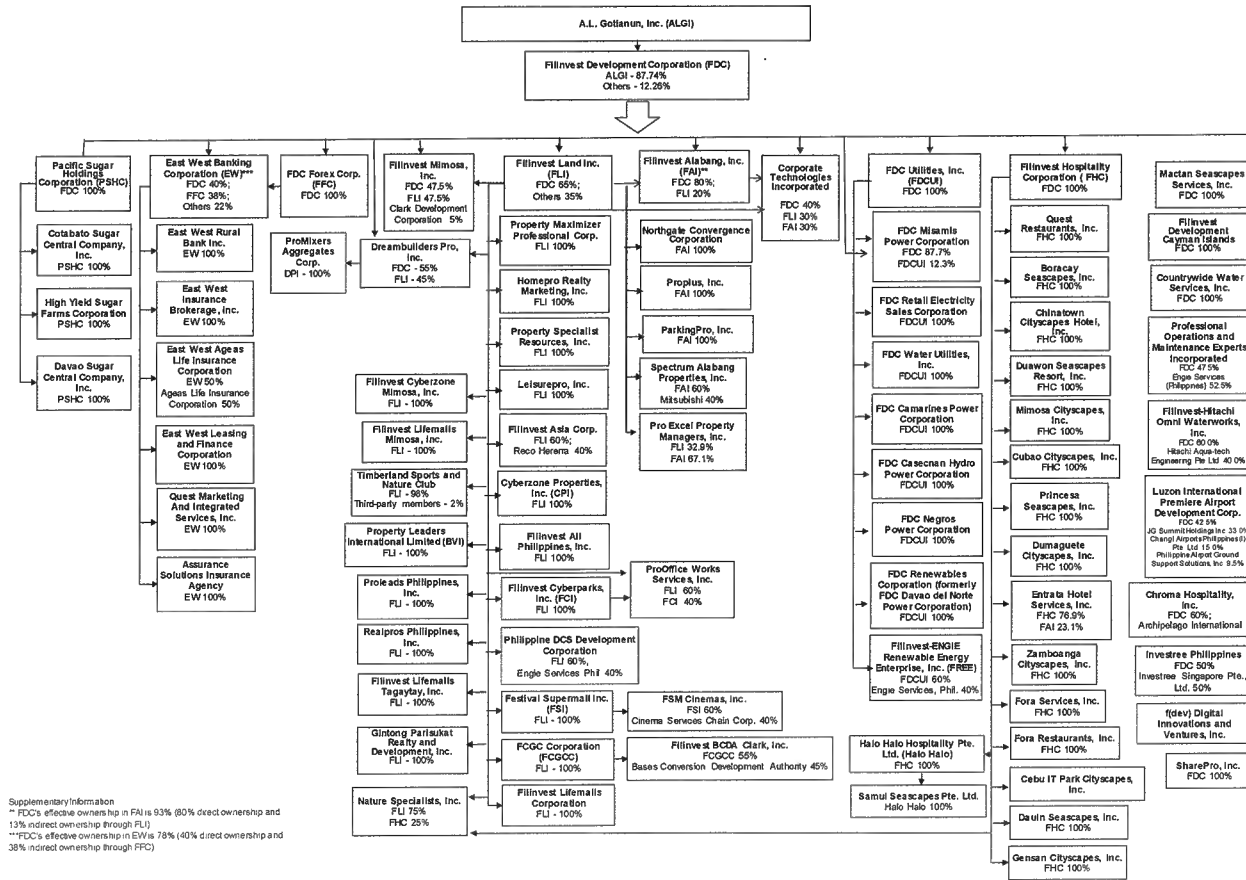 A.L. Gotianun, Inc. (ALGI)
Filinvest Development Corporation (FDC)
ALGI - 87.74%
Others - 12.26%
Pacific Sugar
Holdings
Corporation (PSHC)
FDC 100%
Cotabato Sugar
Central Company,
Inc.
PSHC 100%
High Yield Sugar
Farms Corporation
PSHC 100%
Davao Sugar
Central Company,
Inc.
PSHC 100%
East West Banking
Corporation (EW)***
FDC 40%;
FFC 38%;
Others 22%
East West Rural
Bank Inc.
EW 100%
East West
Insurance
Brokerage, Inc.
EW 100%
East West Ageas
Life Insurance
Corporation
EW 50%
Ageas Life Insurance
Corporation 50%
East West Leasing
and Finance
Corporation
EW 100%
Quest Marketing
And Integrated
Services, Inc.
EW 100%
Assurance
Solutions Insurance
Agency
EW 100%
FDC Forex Corp.
(FFC)
FDC 100%
ProMixers
Aggregates
Corp.
DPI - 100%
Filinvest Mimosa, Inc.
FDC 47.5%
FLI 47.5%
Clark Development
Corporation 5%
Dreambuilders Pro,
Inc.
FDC - 55%
FLI - 45%
Filinvest Cyberzone
Mimosa, Inc.
FLI - 100%
Filinvest Lifemalls
Mimosa, Inc.
FLI - 100%
Timberland Sports and
Nature Club
FLI - 98%
Third-party members - 2%
Property Leaders
International Limited (BVI)
FLI - 100%
Proleads Philippines,
Inc.
FLI - 100%
Realpros Philippines,
Inc.
FLI - 100%
Filinvest Lifemalls
Tagaytay, Inc.
FLI - 100%
Gintong Parisukat
Realty and
Development, Inc.
FLI - 100%
Nature Specialists, Inc.
FLI 75%
FHC 25%
Filinvest Land Inc.
(FLI)
FDC 65%
Others 35%
Property Maximizer
Professional Corp.
FLI 100%
Homepro Realty
Marketing, Inc.
FLI 100%
Property Specialist
Resources, Inc.
FLI 100%
Leisurepro, Inc.
FLI 100%
Filinvest Asia Corp.
FLI 60%;
Reco Herrerra 40%
Cyberzone Properties,
Inc. (CPI)
FLI 100%
Filinvest All
Philippines, Inc.
FLI 100%
Filinvest Cyberparks,
Inc. (FCI)
FLI 100%
ProOffice Works
Services, Inc.
FLI 60%
FCI 40%
Philippine DCS Development
Corporation
FLI 60%,
Engie Services Phil 40%
Festival Supermall Inc.
(FSI)
FLI - 100%
FSM Cinemas, Inc.
FSI 60%
Cinema Services Chain Corp. 40%
FCGC Corporation
(FCGCC)
FLI - 100%
Filinvest BCDA Clark, Inc.
FCGCC 55%
Bases Conversion Development Authority 45%
Filinvest Lifemalls
Corporation
FLI - 100%
Filinvest Alabang, Inc.
(FAI)**
FDC 80%
FLI 20%
Northgate Convergence
Corporation
FAI 100%
Proplus, Inc.
FAI 100%
ParkingPro, Inc.
FAI 100%
Spectrum Alabang
Properties, Inc.
FAI 60%
Mitsubishi 40%
Pro Excel Property
Managers, Inc.
FLI 32.9%
FAI 67.1%
Corporate
Technologies
Incorporated
FDC 40%
FLI 30%
FAI 30%
FDC Utilities, Inc.
(FDCUI)
FDC 100%
FDC Misamis
Power Corporation
FDC 87.7%
FDCUI 12.3%
FDC Retail Electricity
Sales Corporation
FDCUI 100%
FDC Water Utilities,
Inc.
FDCUI 100%
FDC Camarines Power
Corporation
FDCUI 100%
FDC Casecnan Hydro
Power Corporation
FDCUI 100%
FDC Negros
Power Corporation
FDCUI 100%
FDC Renewables
Corporation (formerly
FDC Davao del Norte
Power Corporation)
FDCUI 100%
Filinvest-ENGIE
Renewable Energy
Enterprise, Inc. (FREE)
FDCUI 60%
Engie Services, Phil. 40%
Halo Halo Hospitality Pte.
Ltd. (Halo Halo)
FHC 100%
Samui Seascapes Pte. Ltd.
Halo Halo 100%
Filinvest Hospitality
Corporation ( FHC)
FDC 100%
Quest
Restaurants, Inc.
FHC 100%
Boracay
Seascapes, Inc.
FHC 100%
Chinatown
Cityscapes Hotel,
Inc.
FHC 100%
Duawon Seascapes
Resort, Inc.
FHC 100%
Mimosa Cityscapes,
Inc.
FHC 100%
Cubao Cityscapes, Inc.
FHC 100%
Princesa
Seascapes, Inc.
FHC 100%
Dumaguete
Cityscapes, Inc.
FHC 100%
Entrata Hotel
Services, Inc.
FHC 76.9%
FAI 23.1%
Zamboanga
Cityscapes, Inc.
FHC 100%
Fora Services, Inc.
FHC 100%
Fora Restaurants, Inc.
FHC 100%
Cebu IT Park Cityscapes,
Inc.
Dauin Seascapes, Inc.
FHC 100%
Gensan Cityscapes, Inc.
FHC 100%
Mactan Seascapes
Services, Inc.
FDC 100%
Filinvest
Development
Cayman Islands
FDC 100%
Countrywide Water
Services, Inc.
FDC 100%
Professional
Operations and
Maintenance Experts
Incorporated
FDC 47.5%
Engie Services
(Philippines) 52.5%
Filinvest-Hitachi
Omni Waterworks,
Inc.
FDC 60.0%
Hitachi Aqua-tech
Engineering Pte Ltd 40.0%
Luzon International
Premiere Airport
Development Corp.
FDC 42.5%
JG Summit Holdings Inc 33.0%
Changi Airports Philippines (I)
Pte Ltd 15.0%
Philippine Airport Ground
Support Solutions, Inc 9.5%
Chroma Hospitality,
Inc.
FDC 60%;
Archipelago International
Investree Philippines
FDC 50%
Investree Singapore Pte.,
Ltd. 50%
f(dev) Digital
Innovations and
Ventures, Inc.
SharePro, Inc.
FDC 100%
Supplementary Information
** FDC's effective ownership in FAI is 93% (80% direct ownership and
13% indirect ownership through FLI)
***FDC's effective ownership in EW is 78% (40% direct ownership and
38% indirect ownership through FFC)